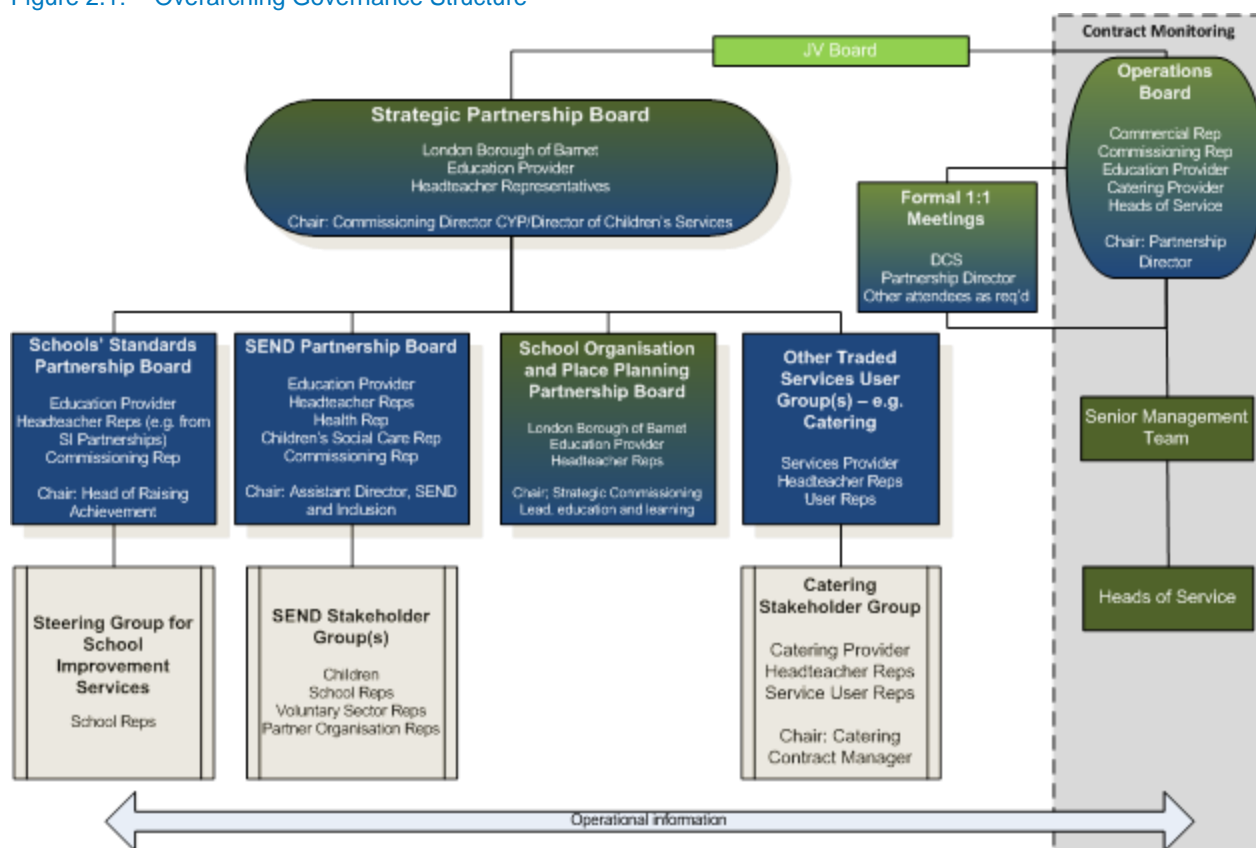 Figure 2.1: Overarching Governance Structure
Contract Monitoring
JV Board
Operations
Board
Commercial Rep
Commissioning Rep
Education Provider
Catering Provider
Heads of Service
Chair: Partnership
Director
Strategic Partnership Board
London Borough of Barnet
Education Provider
Headteacher Representatives
Chair: Commissioning Director CYP/Director of Children's Services
Formal 1:1
Meetings
DCS
Partnership Director
Other attendees as req'd
Schools' Standards
Partnership Board
Education Provider
Headteacher Reps (e.g. from
SI Partnerships)
Commissioning Rep
Chair: Head of Raising
Achievement
SEND Partnership Board
Education Provider
Headteacher Reps
Health Rep
Children's Social Care Rep
Commissioning Rep
Chair: Assistant Director, SEND
and Inclusion
School Organisation
and Place Planning
Partnership Board
London Borough of Barnet
Education Provider
Headteacher Reps
Chair; Strategic Commissioning
Lead, education and learning
Other Traded
Services User
Group(s) – e.g.
Catering
Services Provider
Headteacher Reps
User Reps
Senior Management
Team
Steering Group for
School
Improvement
Services
School Reps
SEND Stakeholder
Group(s)
Children
School Reps
Voluntary Sector Reps
Partner Organisation Reps
Catering
Stakeholder Group
Catering Provider
Headteacher Reps
Service User Reps
Chair: Catering
Contract Manager
Heads of Service
Operational information